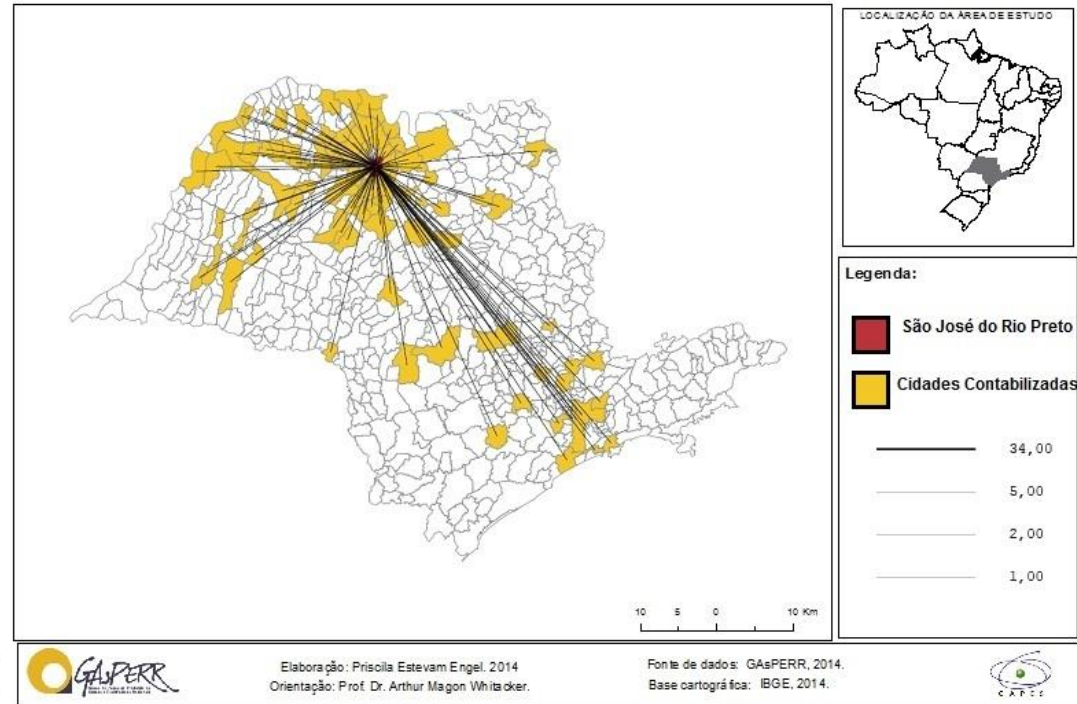 LOCALIZAÇÃO DA ÁREA DE ESTUDO
Legenda:
São José do Rio Preto
Cidades Contabilizadas
34,00
5,00
2,00
1,00
10 5 0 10 Km
GAsPERR
Elaboração: Priscila Estevam Engel. 2014
Orientação: Prof. Dr. Arthur Magon Whitacker.
Fonte de dados: GAsPERR, 2014.
Base cartográfica: IBGE, 2014.
CAPES